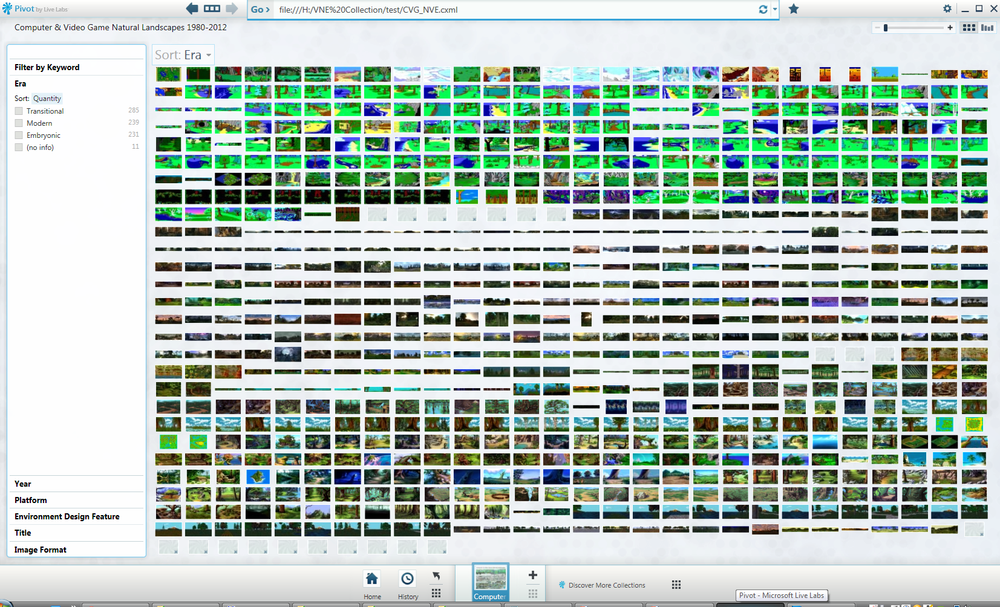 Pivot by Live Labs
Go › file:///H:/VNE%20Collection/test/CVG_NVE.cxml
Computer & Video Game Natural Landscapes 1980-2012
Sort: Era
Filter by Keyword
Era
Sort: Quantity
Transitional 285
Modern 239
Embryonic 231
(no info) 11
Year
Platform
Environment Design Feature
Title
Image Format
Home
History
Computer
Discover More Collections
Pivot - Microsoft Live Labs